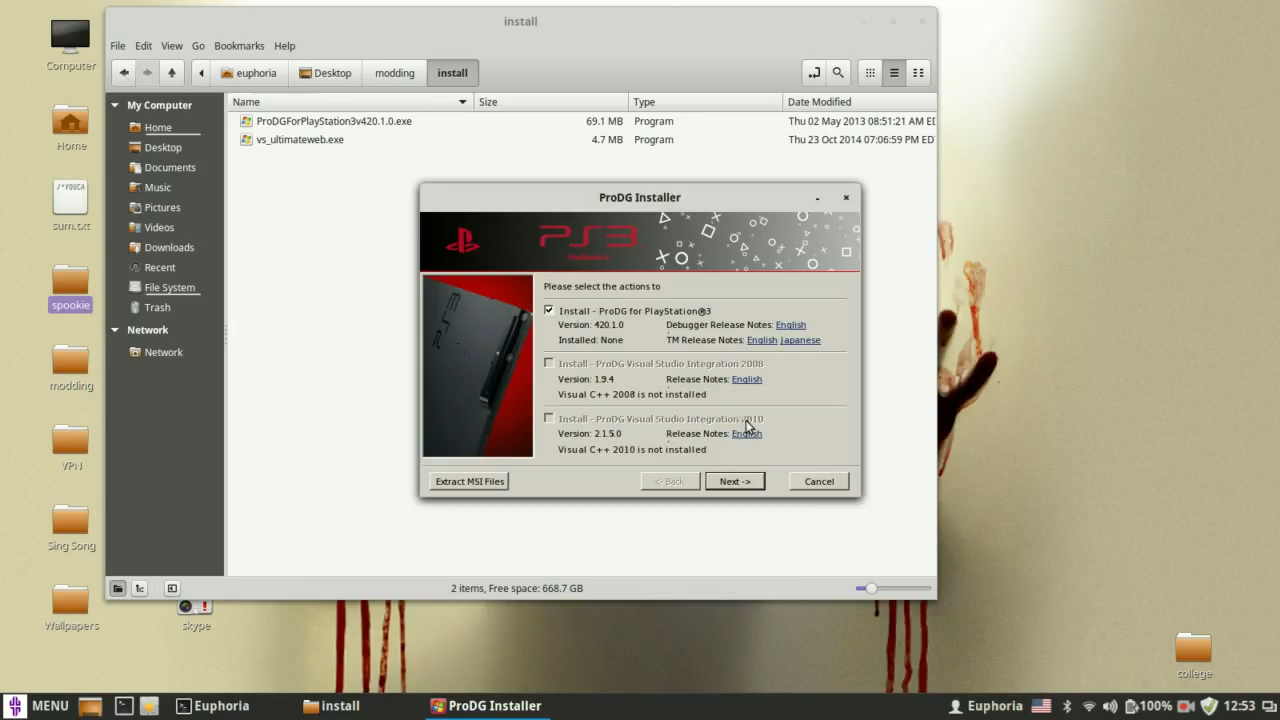 install
Computer
File Edit View Go Bookmarks Help
euphoria Desktop modding install
My Computer
Name Size Type Date Modified
Home
ProDGForPlayStation3v420.1.0.exe 69.1 MB Program Thu 02 May 2013 08:51:21 AM ED
Desktop
vs_ultimateweb.exe 4.7 MB Program Thu 23 Oct 2014 07:06:59 PM EDT
Documents
Music
Pictures
Videos
Downloads
Recent
File System
Trash
Network
Network
Home
/*YOUCA
sum.txt
spookie
modding
VPN
Sing Song
Wallpapers
skype
college
ProDG Installer
PS3
PlayStation 3
Please select the actions to
Install - ProDG for PlayStation®3
Version: 420.1.0 Debugger Release Notes: English
Installed: None TM Release Notes: English Japanese
Install - ProDG Visual Studio Integration 2008
Version: 1.9.4 Release Notes: English
Visual C++ 2008 is not installed
Install - ProDG Visual Studio Integration 2010
Version: 2.1.5.0 Release Notes: English
Visual C++ 2010 is not installed
Extract MSI Files <- Back Next -> Cancel
2 items, Free space: 668.7 GB
MENU Euphoria install ProDG Installer Euphoria 100% 12:53